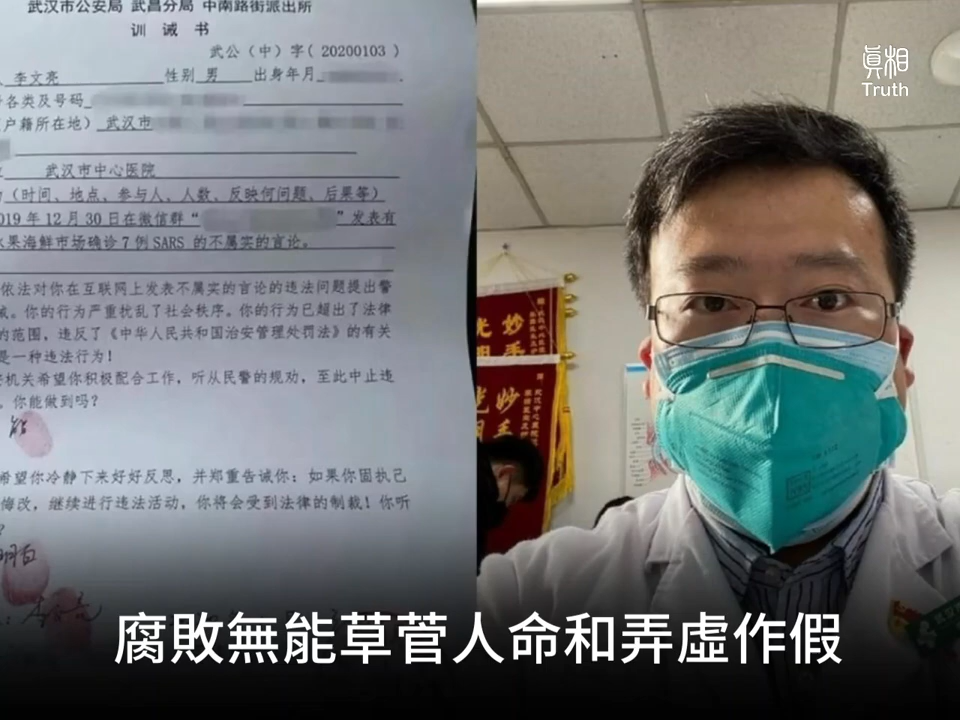 武汉市公安局 武昌分局 中南路街派出所
训 诫 书
武公（中）字（20200103）
李文亮 性别 男 出身年月
各类及号码
户籍所在地） 武汉市
武汉市中心医院
（时间、地点、参与人、人数、反映何问题、后果等）
019 年 12 月 30 日在微信群“ ”发表有
水果海鲜市场确诊 7 例 SARS 的不属实的言论。
依法对你在互联网上发表不属实的言论的违法问题提出警
。你的行为严重扰乱了社会秩序。你的行为已超出了法律
的范围，违反了《中华人民共和国治安管理处罚法》的有关
是一种违法行为！
机关希望你积极配合工作，听从民警的规劝，至此中止违
。你能做到吗？
能
希望你冷静下来好好反思，并郑重告诫你：如果你固执己
悔改，继续进行违法活动，你将会受到法律的制裁！你听
？
明白
真相
Truth
妙
手
妙
手
腐敗無能草菅人命和弄虛作假